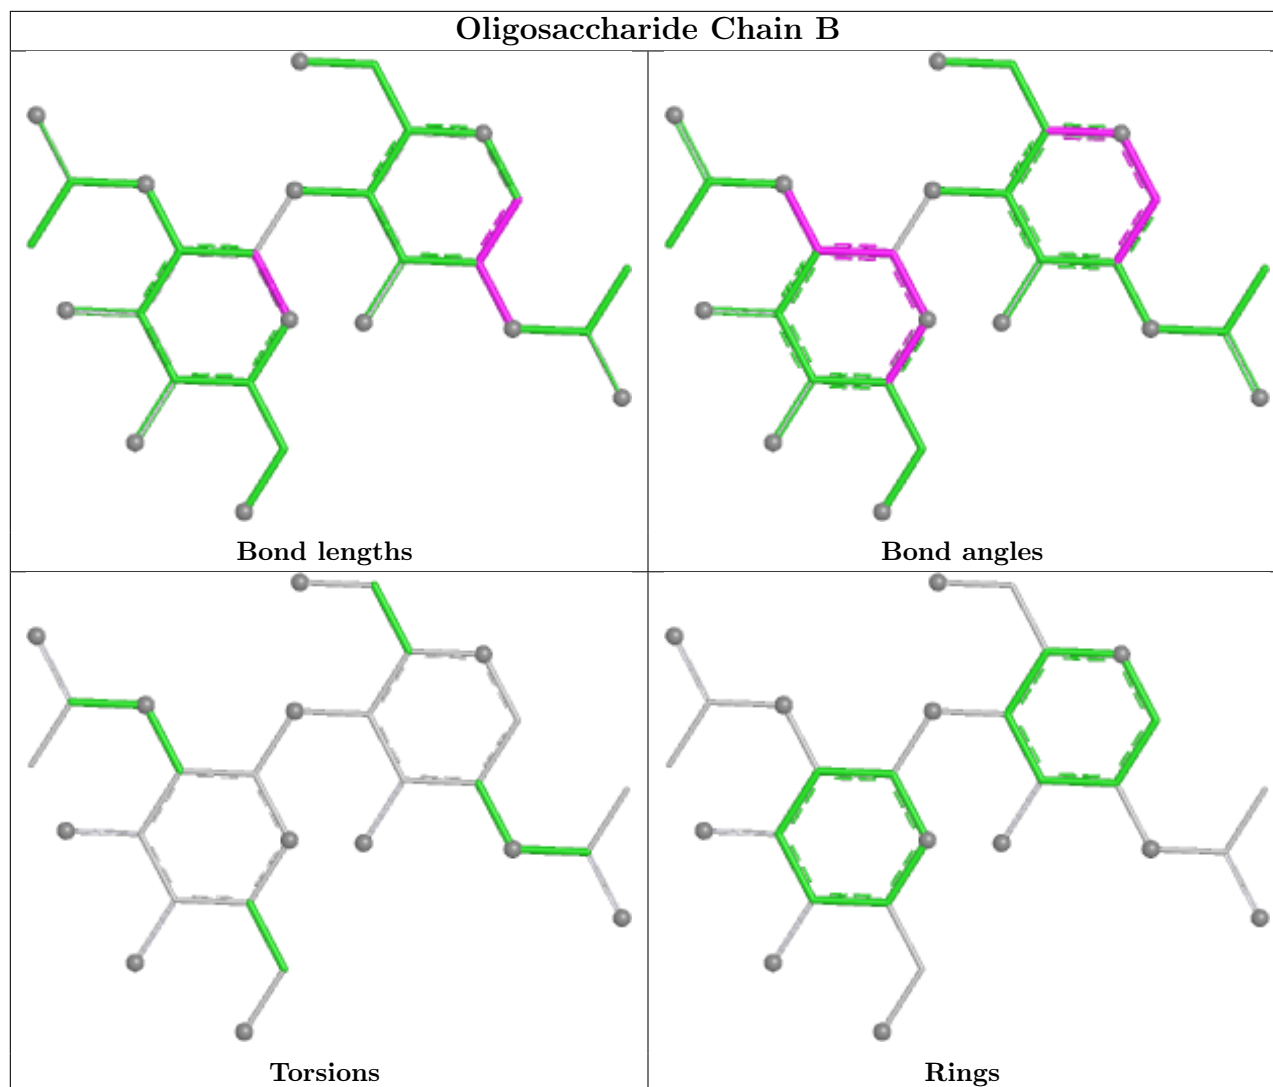 Oligosaccharide Chain B
Bond lengths
Bond angles
Torsions
Rings